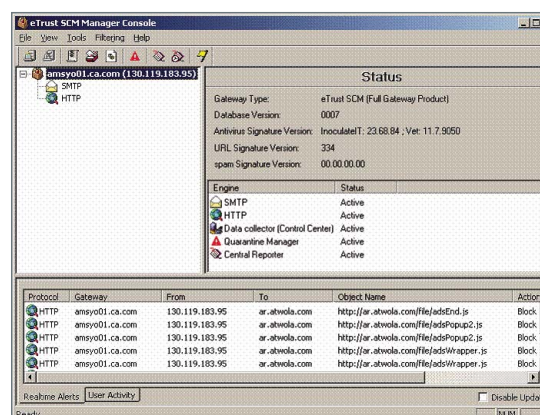 eTrust SCM Manager Console
File View Tools Filtering Help
amsyo01.ca.com (130.119.183.95)
SMTP
HTTP
Status
Gateway Type: eTrust SCM (Full Gateway Product)
Database Version: 0007
Antivirus Signature Version: InoculateIT: 23.68.84 ; Vet: 11.7.9050
URL Signature Version: 334
spam Signature Version: 00.00.00.00
Engine Status
SMTP Active
HTTP Active
Data collector (Control Center) Active
Quarantine Manager Active
Central Reporter Active
Protocol Gateway From To Object Name Action
HTTP amsyo01.ca.com 130.119.183.95 ar.atwola.com http://ar.atwola.com/file/adsEnd.js Block
HTTP amsyo01.ca.com 130.119.183.95 ar.atwola.com http://ar.atwola.com/file/adsPopup2.js Block
HTTP amsyo01.ca.com 130.119.183.95 ar.atwola.com http://ar.atwola.com/file/adsPopup2.js Block
HTTP amsyo01.ca.com 130.119.183.95 ar.atwola.com http://ar.atwola.com/file/adsWrapper.js Block
HTTP amsyo01.ca.com 130.119.183.95 ar.atwola.com http://ar.atwola.com/file/adsWrapper.js Block
Realtime Alerts User Activity Disable Upda
Ready NUM